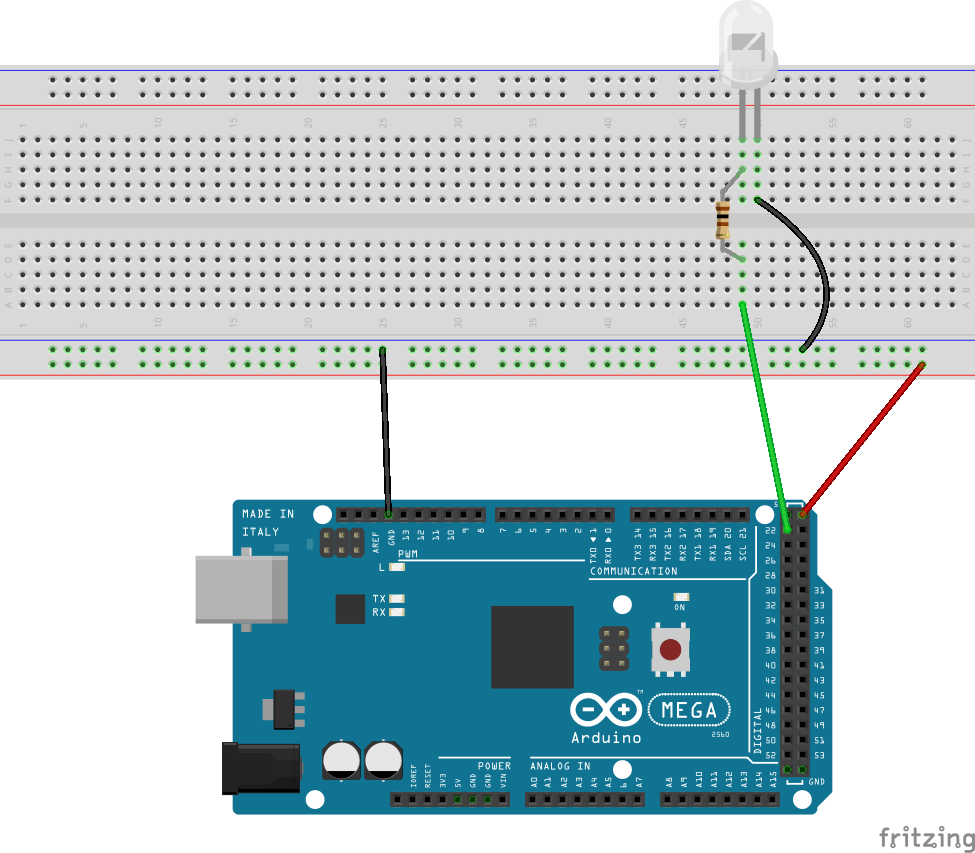 1 5 10 15 20 25 30 35 40 45 50 55 60
J J
I I
H H
G G
F F
E E
D D
C C
B B
A A
1 5 10 15 20 25 30 35 40 45 50 55 60
MADE IN
ITALY
AREF GND 13 12 11 10 9 8 7 6 5 4 3 2 TX0 1 RX0 0 TX3 14 RX3 15 TX2 16 RX2 17 TX1 18 RX1 19 SDA 20 SCL 21
PWM
COMMUNICATION
L
TX
RX
ON
22
24
26
28
30 31
32 33
34 35
36 37
38 39
40 41
42 43
44 45
46 47
48 49
50 51
52 53
GND
DIGITAL
MEGA
TM
2560
Arduino
POWER ANALOG IN
IOREF RESET 3V3 5V GND GND VIN A0 A1 A2 A3 A4 A5 6 A7 A8 A9 A10 A11 A12 A13 A14 A15
fritzing